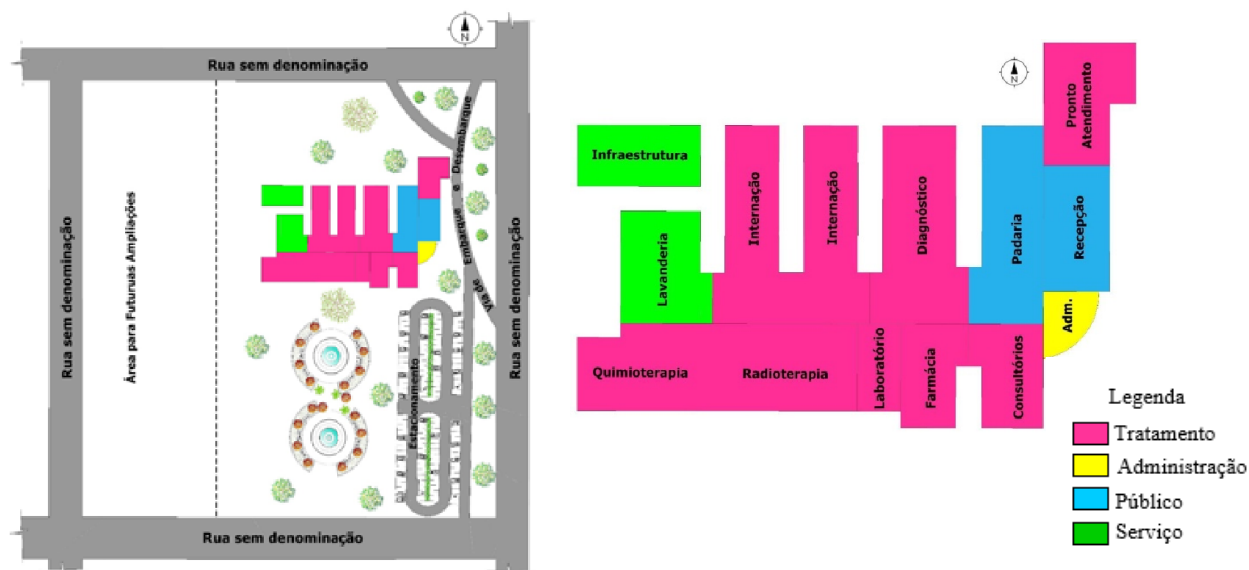 N
Rua sem denominação
Rua sem denominação
Área para Futuruas Ampliações
Via de Embarque e Desembarque
Rua sem denominação
Estacionamento
Rua sem denominação
N
Pronto
Atendimento
Infraestrutura
Internação
Internação
Diagnóstico
Padaria
Recepção
Lavanderia
Adm.
Quimioterapia
Radioterapia
Laboratório
Farmácia
Consultórios
Legenda
Tratamento
Administração
Público
Serviço